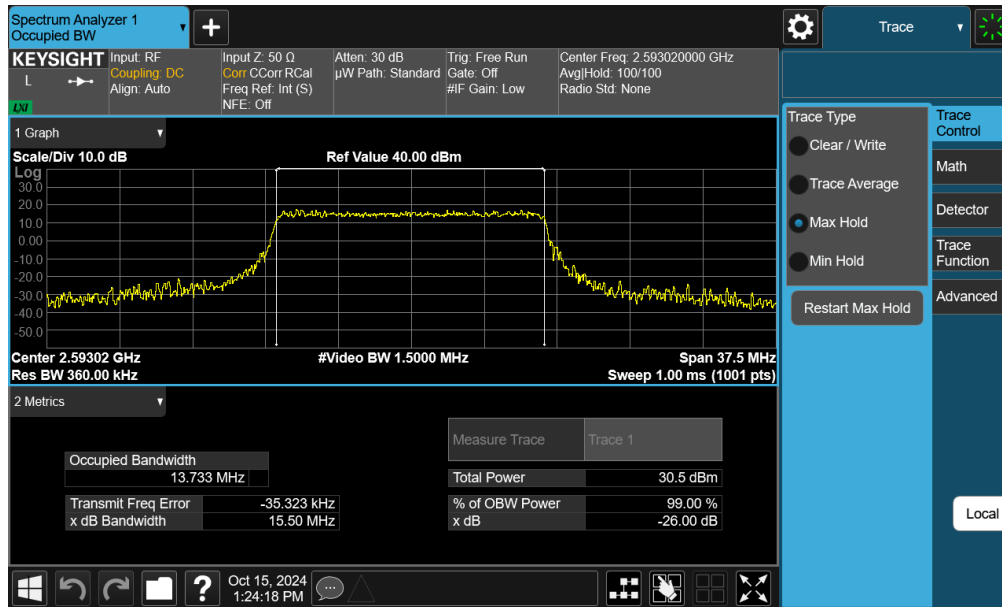 Spectrum Analyzer 1
Occupied BW
Trace
KEYSIGHT
L
LXI
Input: RF
Coupling: DC
Align: Auto
Input Z: 50 Ω
Corr CCorr RCal
Freq Ref: Int (S)
NFE: Off
Atten: 30 dB
µW Path: Standard
Trig: Free Run
Gate: Off
#IF Gain: Low
Center Freq: 2.593020000 GHz
Avg|Hold: 100/100
Radio Std: None
1 Graph
Scale/Div 10.0 dB
Ref Value 40.00 dBm
Log
30.0
20.0
10.0
0.00
-10.0
-20.0
-30.0
-40.0
-50.0
Center 2.59302 GHz
#Video BW 1.5000 MHz
Span 37.5 MHz
Res BW 360.00 kHz
Sweep 1.00 ms (1001 pts)
2 Metrics
Measure Trace Trace 1
Occupied Bandwidth
13.733 MHz
Total Power 30.5 dBm
Transmit Freq Error -35.323 kHz
% of OBW Power 99.00 %
x dB Bandwidth 15.50 MHz
x dB -26.00 dB
Trace Type
Clear / Write
Trace Average
Max Hold
Min Hold
Restart Max Hold
Trace
Control
Math
Detector
Trace
Function
Advanced
Local
Oct 15, 2024
1:24:18 PM